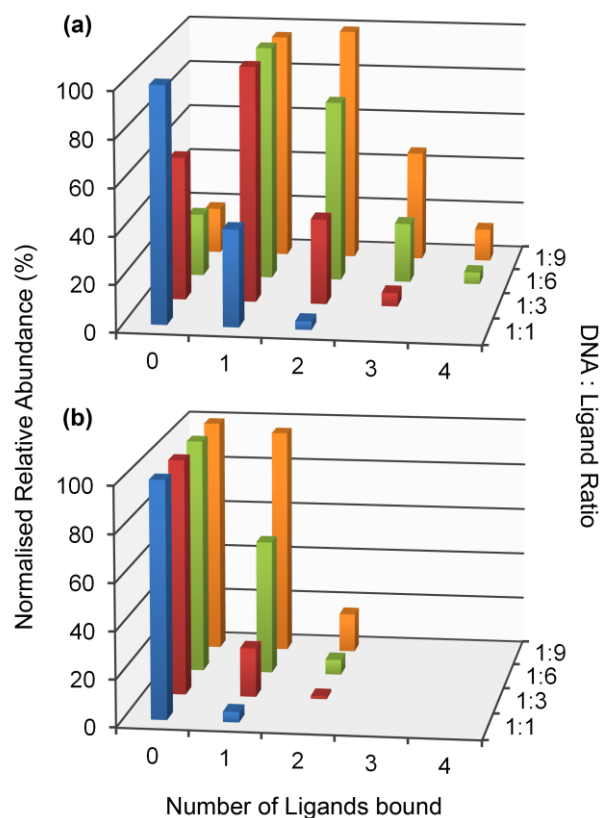 (a)
100
80
60
40
20
0
0 1 2 3 4
1:9
1:6
1:3
1:1
(b)
100
80
60
40
20
0
0 1 2 3 4
1:9
1:6
1:3
1:1
Normalised Relative Abundance (%)
DNA : Ligand Ratio
Number of Ligands bound